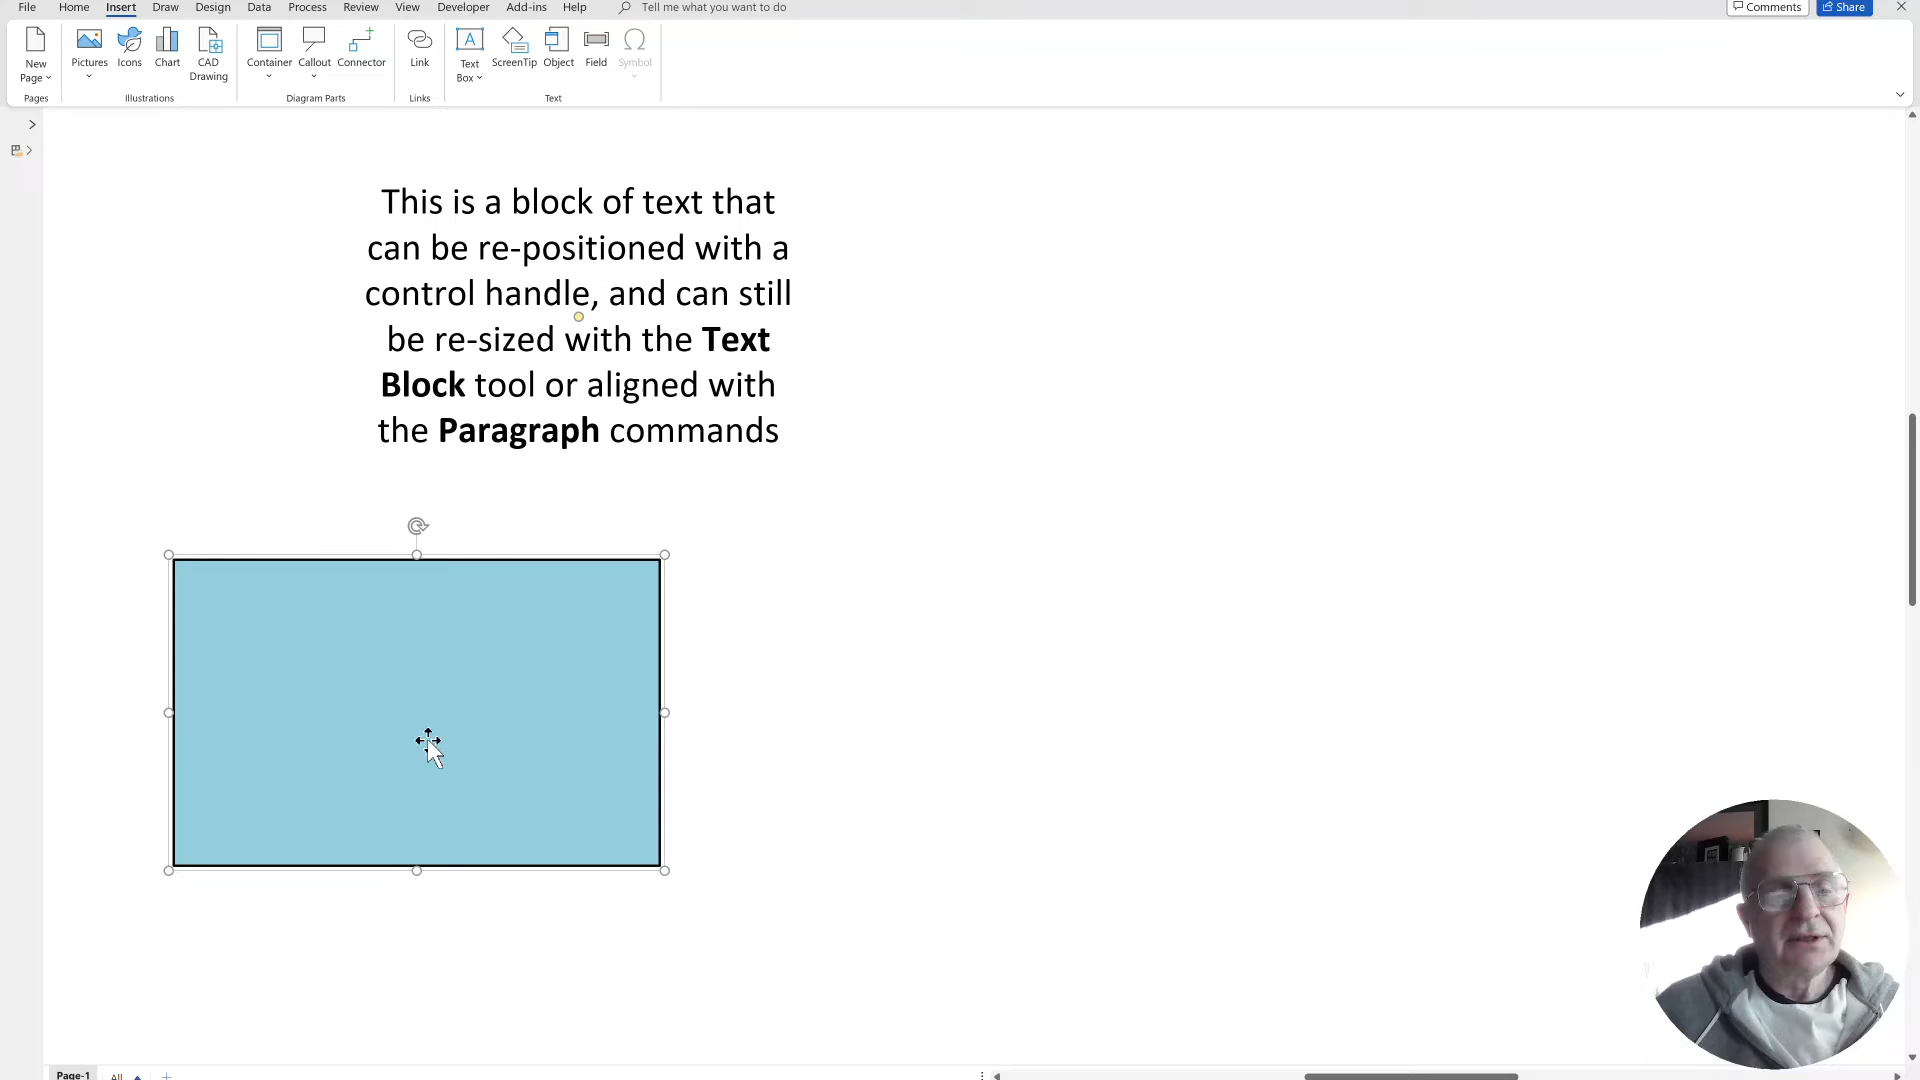 File Home Insert Draw Design Data Process Review View Developer Add-ins Help Tell me what you want to do Comments Share
New Page Pictures Icons Chart CAD Drawing Container Callout Connector Link Text Box ScreenTip Object Field Symbol
Pages Illustrations Diagram Parts Links Text
This is a block of text that
can be re-positioned with a
control handle, and can still
be re-sized with the Text
Block tool or aligned with
the Paragraph commands
Page-1 All